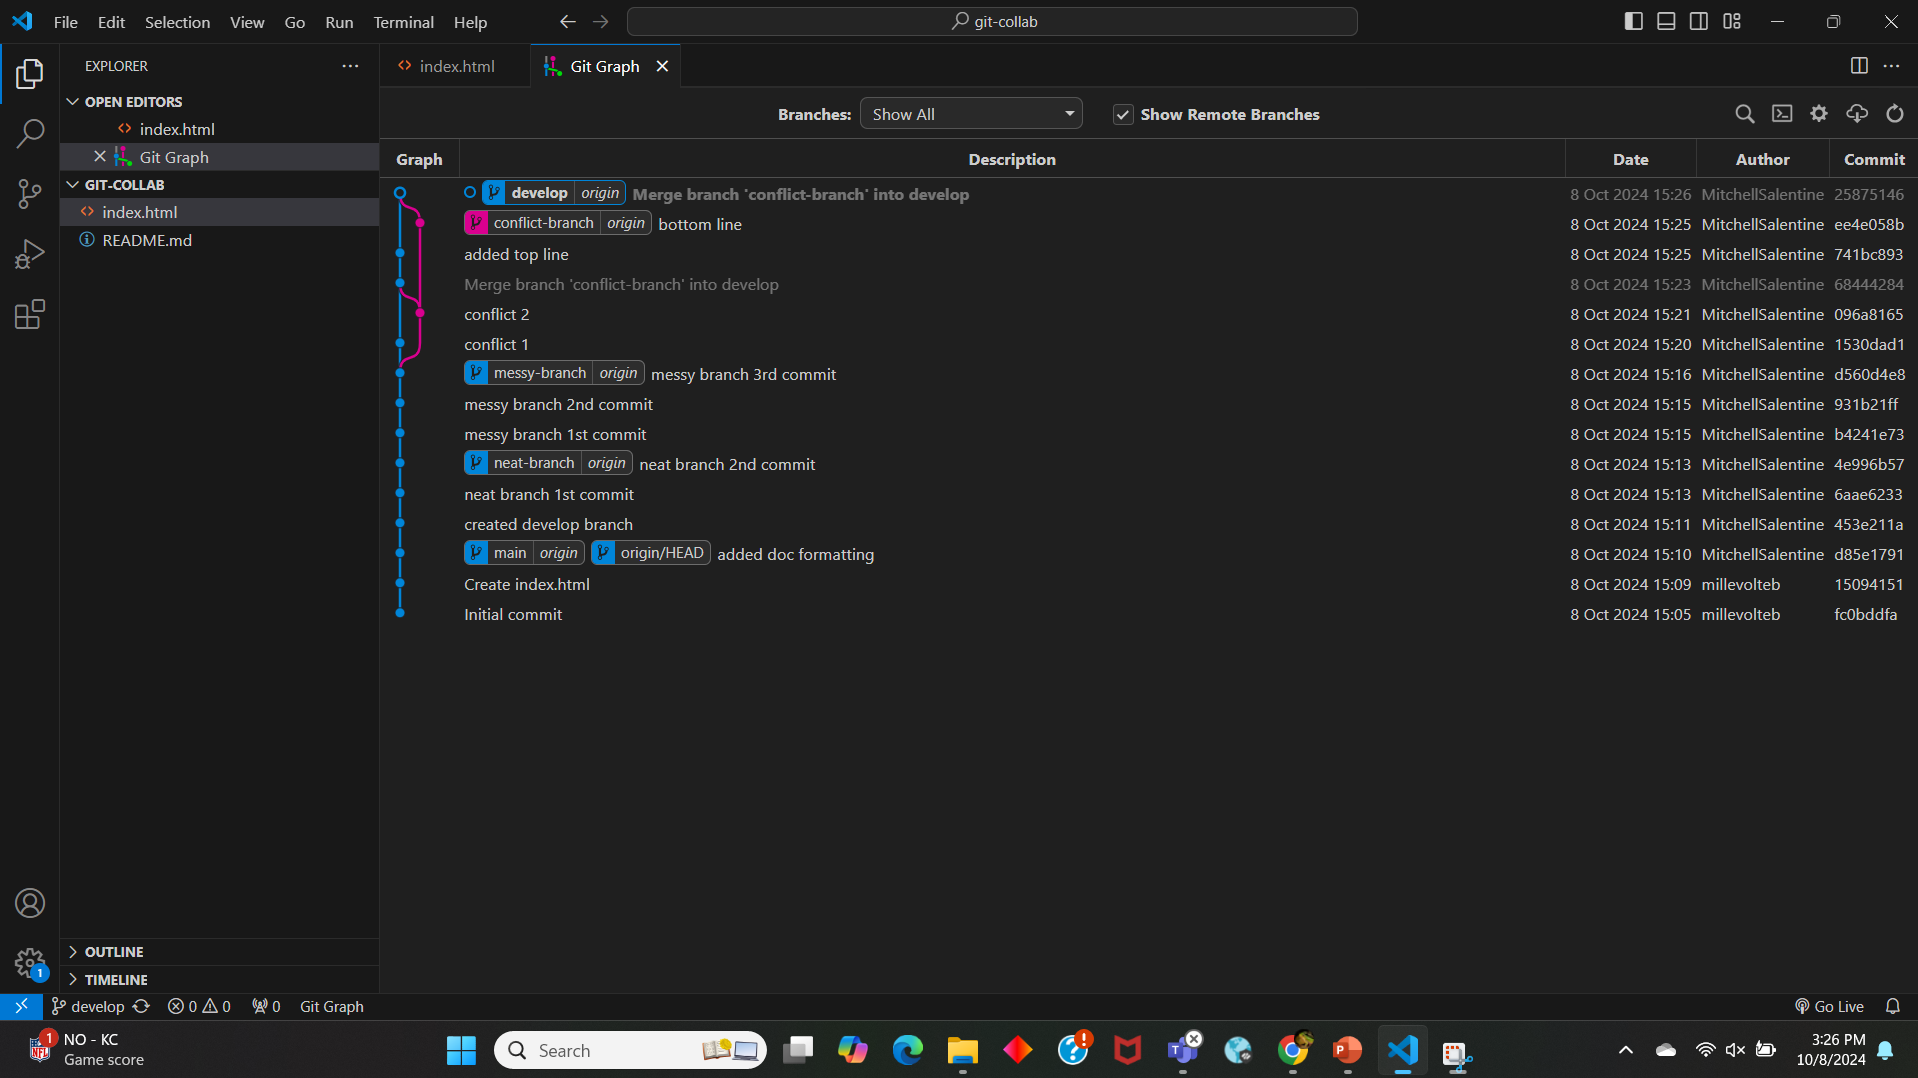 File Edit Selection View Go Run Terminal Help git-collab
EXPLORER
OPEN EDITORS
index.html
Git Graph
GIT-COLLAB
index.html
README.md
OUTLINE
TIMELINE
index.html Git Graph
Branches: Show All Show Remote Branches
Graph Description Date Author Commit
develop origin Merge branch 'conflict-branch' into develop 8 Oct 2024 15:26 MitchellSalentine 25875146
conflict-branch origin bottom line 8 Oct 2024 15:25 MitchellSalentine ee4e058b
added top line 8 Oct 2024 15:25 MitchellSalentine 741bc893
Merge branch 'conflict-branch' into develop 8 Oct 2024 15:23 MitchellSalentine 68444284
conflict 2 8 Oct 2024 15:21 MitchellSalentine 096a8165
conflict 1 8 Oct 2024 15:20 MitchellSalentine 1530dad1
messy-branch origin messy branch 3rd commit 8 Oct 2024 15:16 MitchellSalentine d560d4e8
messy branch 2nd commit 8 Oct 2024 15:15 MitchellSalentine 931b21ff
messy branch 1st commit 8 Oct 2024 15:15 MitchellSalentine b4241e73
neat-branch origin neat branch 2nd commit 8 Oct 2024 15:13 MitchellSalentine 4e996b57
neat branch 1st commit 8 Oct 2024 15:13 MitchellSalentine 6aae6233
created develop branch 8 Oct 2024 15:11 MitchellSalentine 453e211a
main origin origin/HEAD added doc formatting 8 Oct 2024 15:10 MitchellSalentine d85e1791
Create index.html 8 Oct 2024 15:09 millevolteb 15094151
Initial commit 8 Oct 2024 15:05 millevolteb fc0bddfa
1
develop 0 0 0 Git Graph Go Live
1 NO - KC
Game score
Search
3:26 PM
10/8/2024